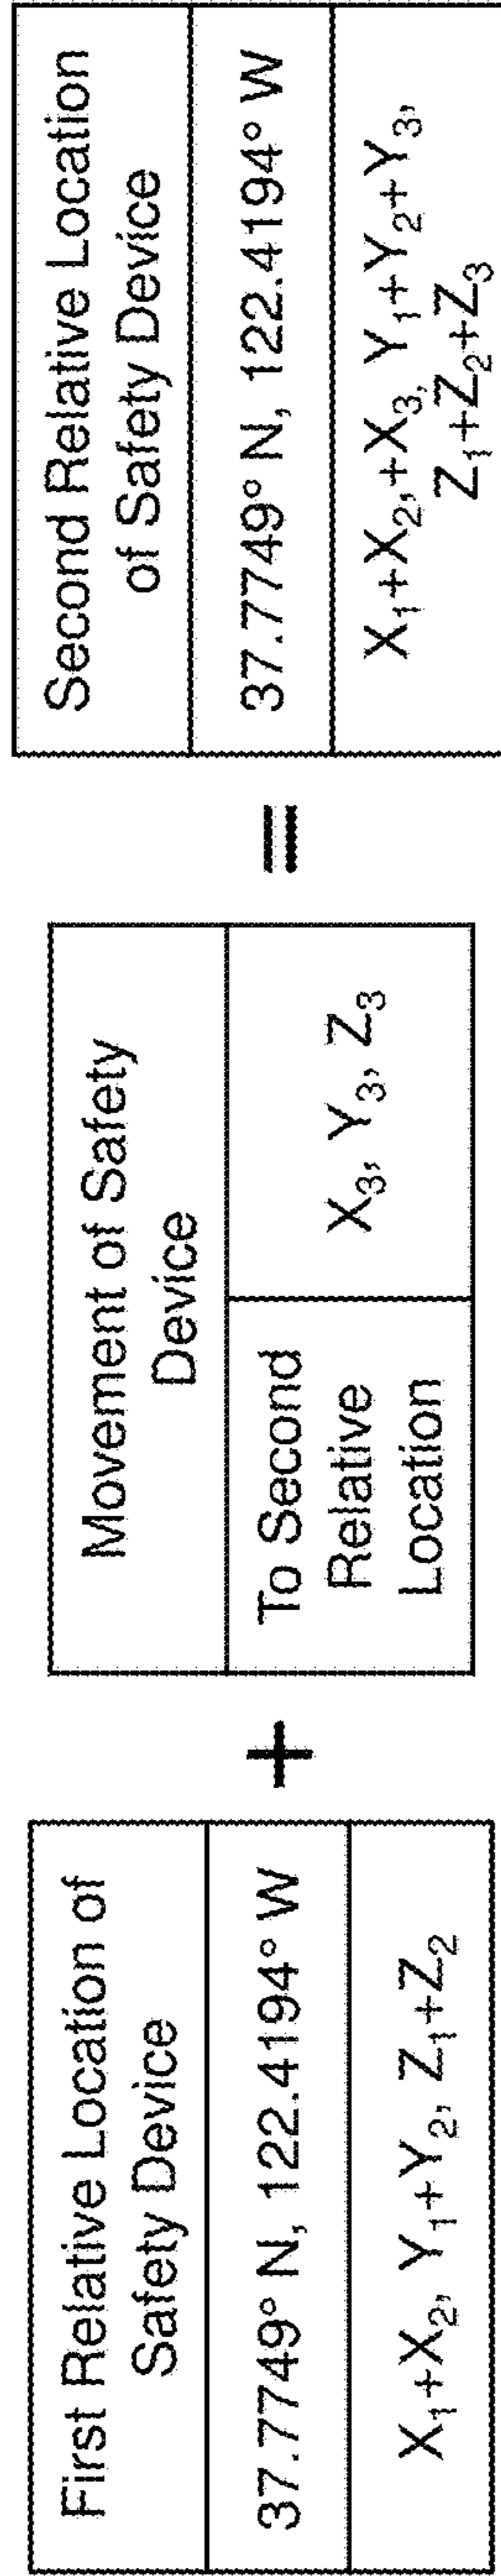 First Relative Location of
Safety Device
37.7749° N, 122.4194° W
X₁+X₂, Y₁+Y₂, Z₁+Z₂
+
Movement of Safety
Device
To Second
Relative
Location
X₃, Y₃, Z₃
=
Second Relative Location
of Safety Device
37.7749° N, 122.4194° W
X₁+X₂,+X₃, Y₁+Y₂+Y₃,
Z₁+Z₂+Z₃